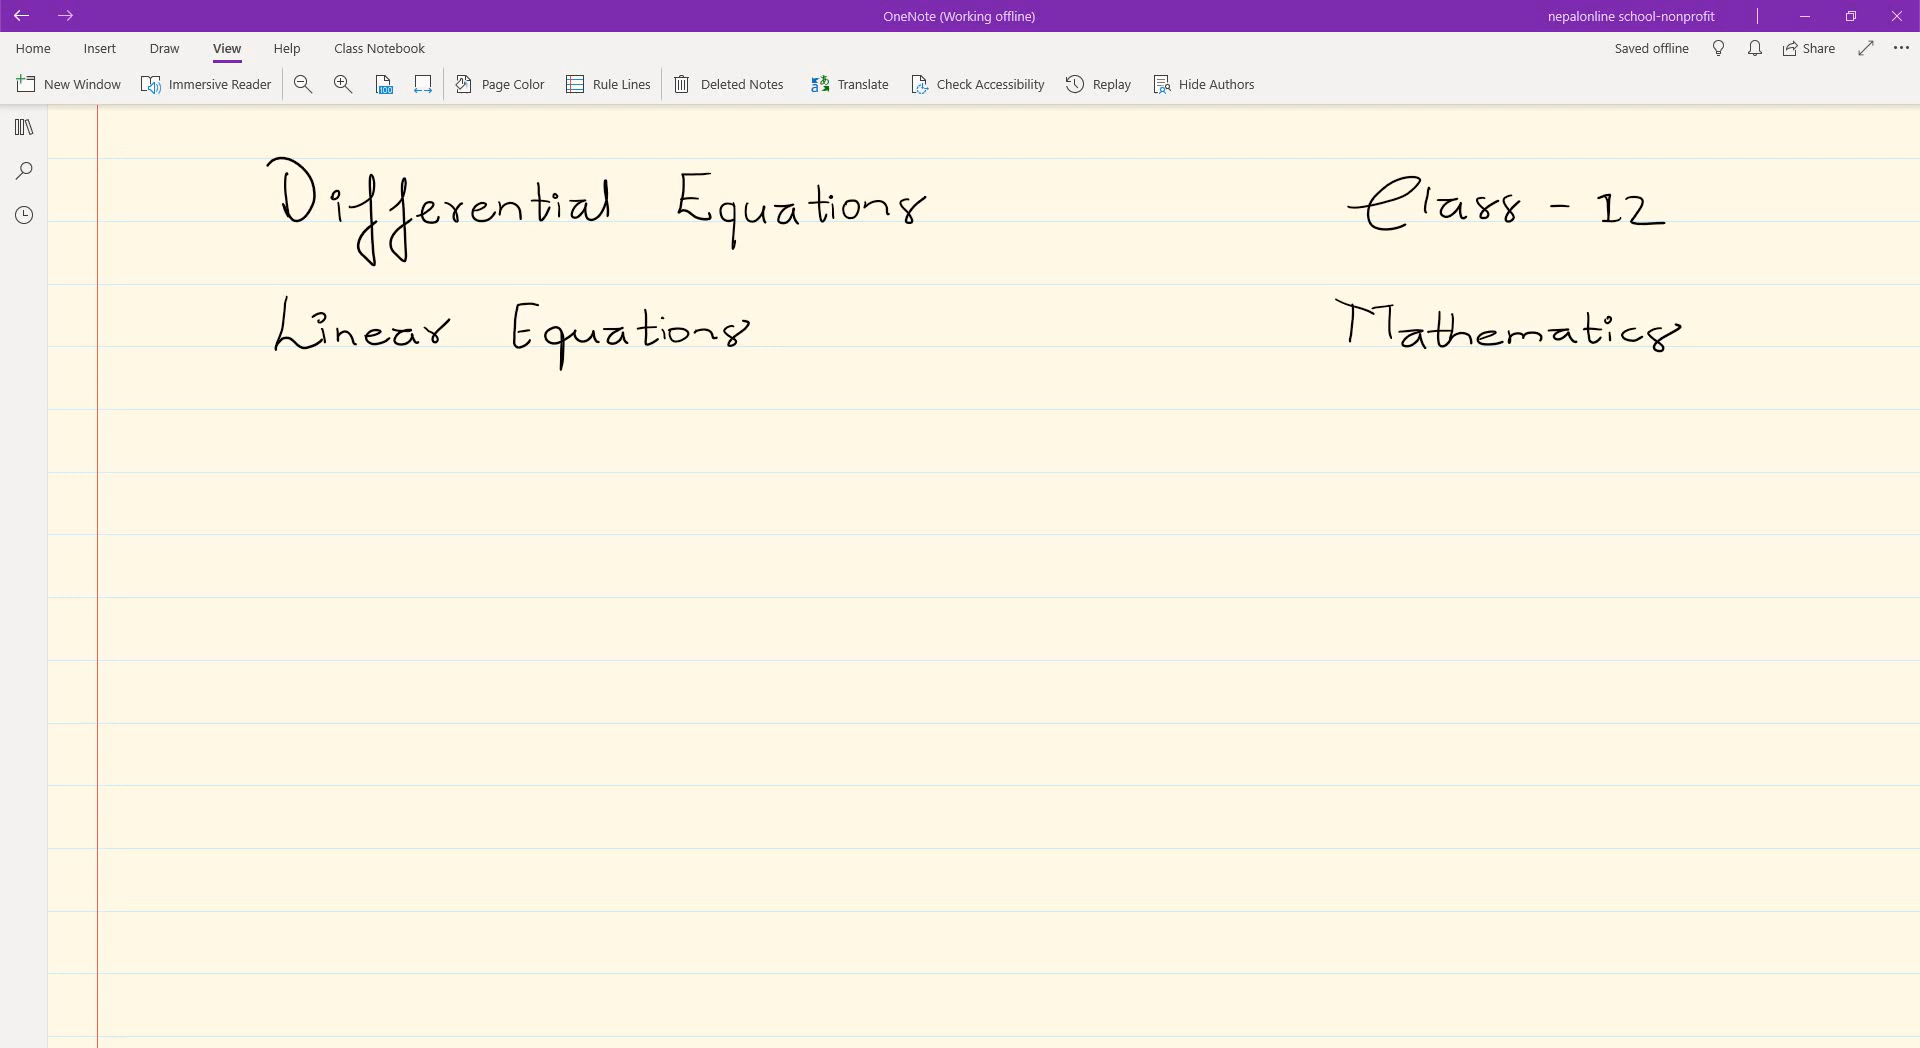 OneNote (Working offline) nepalonline school-nonprofit
Home Insert Draw View Help Class Notebook Saved offline Share
New Window Immersive Reader 100 Page Color Rule Lines Deleted Notes Translate Check Accessibility Replay Hide Authors
Differential Equations Class - 12
Linear Equations Mathematics